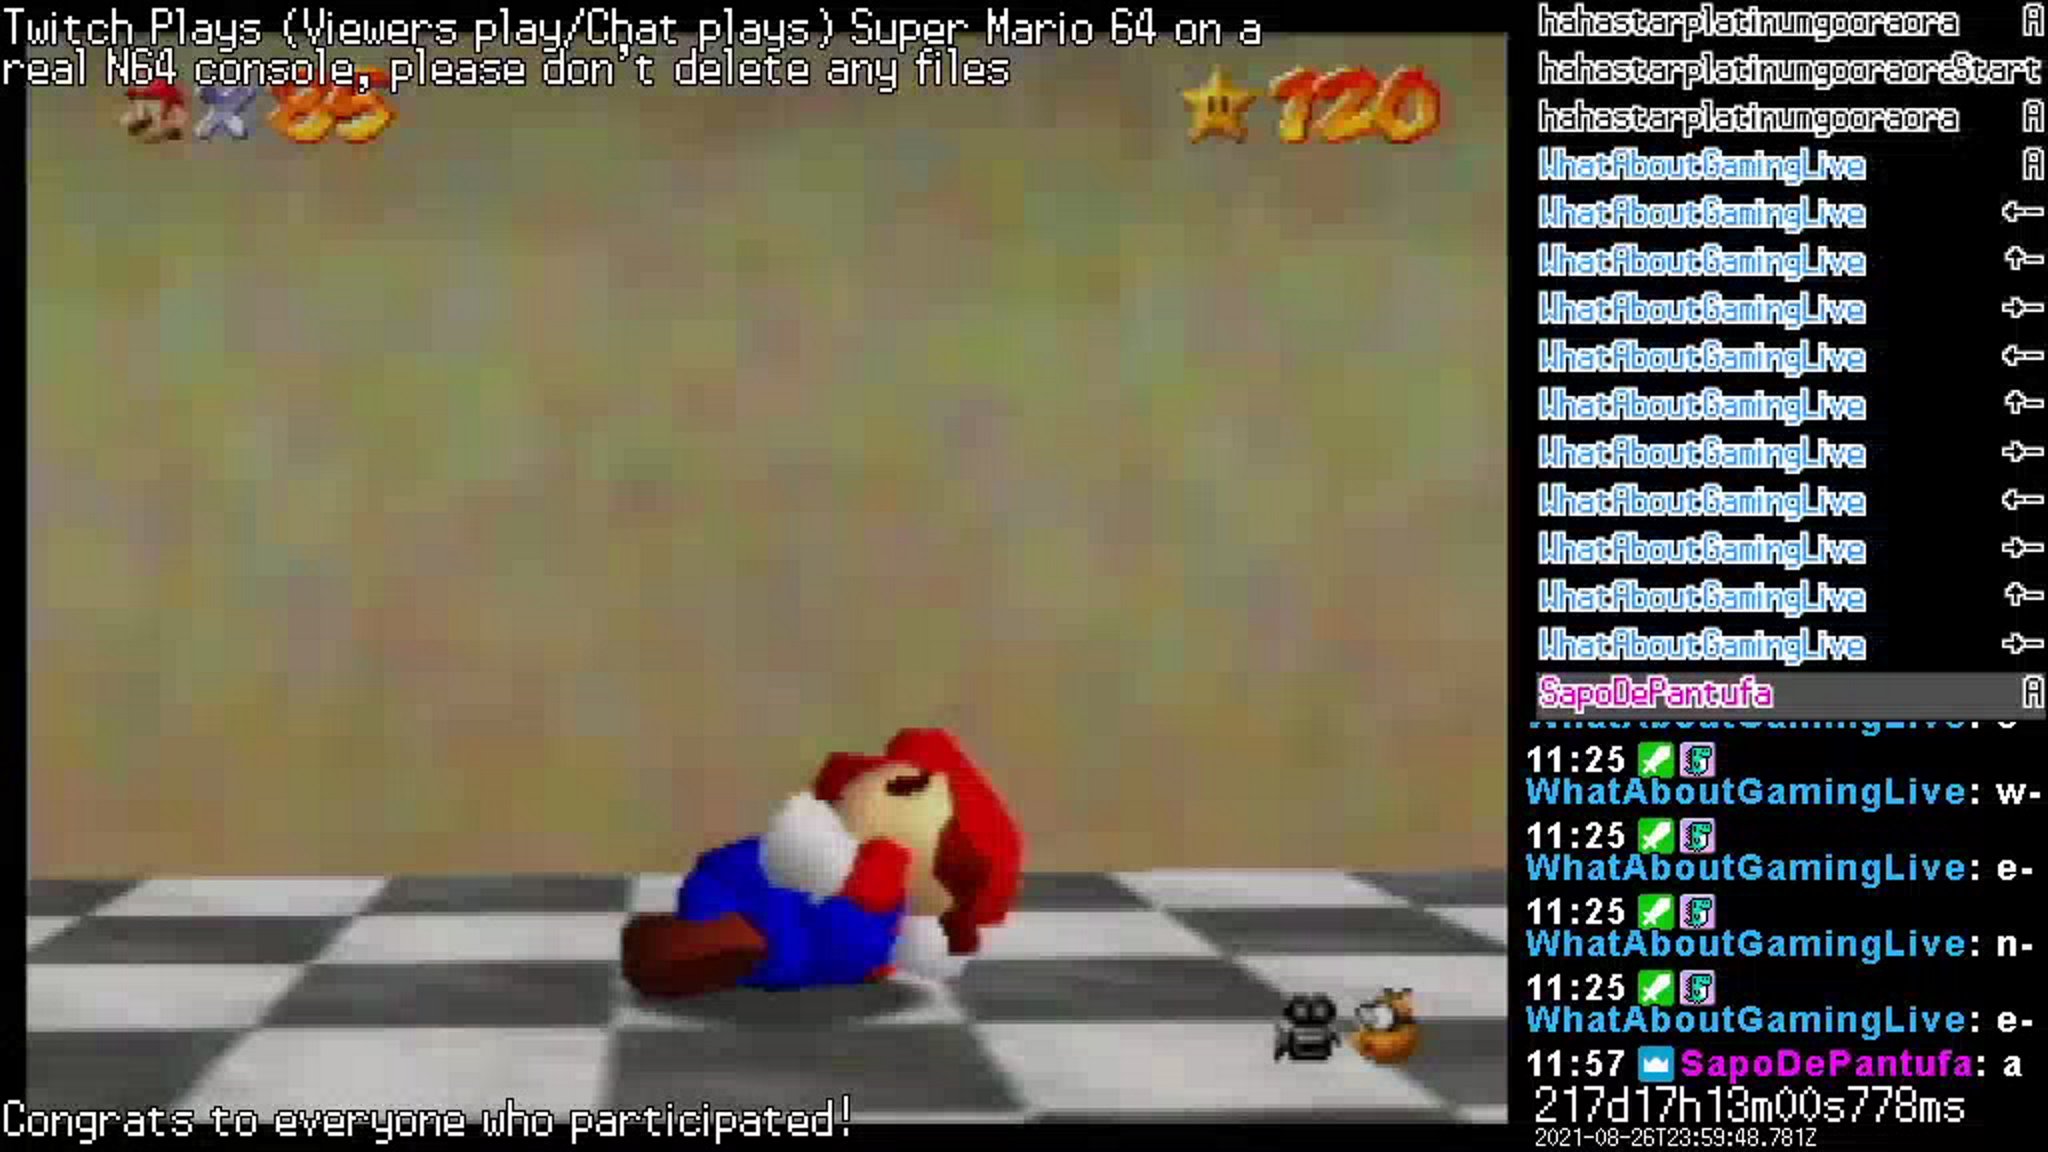 Twitch Plays (Viewers play/Chat plays) Super Mario 64 on a
real N64 console, please don't delete any files
85
120
Congrats to everyone who participated!
hahastarplatinumgooraora A
hahastarplatinumgooraoraStart
hahastarplatinumgooraora A
WhatAboutGamingLive A
WhatAboutGamingLive ←
WhatAboutGamingLive ↑
WhatAboutGamingLive →
WhatAboutGamingLive ←
WhatAboutGamingLive ↑
WhatAboutGamingLive →
WhatAboutGamingLive ←
WhatAboutGamingLive →
WhatAboutGamingLive ↑
WhatAboutGamingLive →
SapoDePantufa A
11:25
WhatAboutGamingLive: w-
11:25
WhatAboutGamingLive: e-
11:25
WhatAboutGamingLive: n-
11:25
WhatAboutGamingLive: e-
11:57 SapoDePantufa: a
217d17h13m00s778ms
2021-08-26T23:59:48.781Z